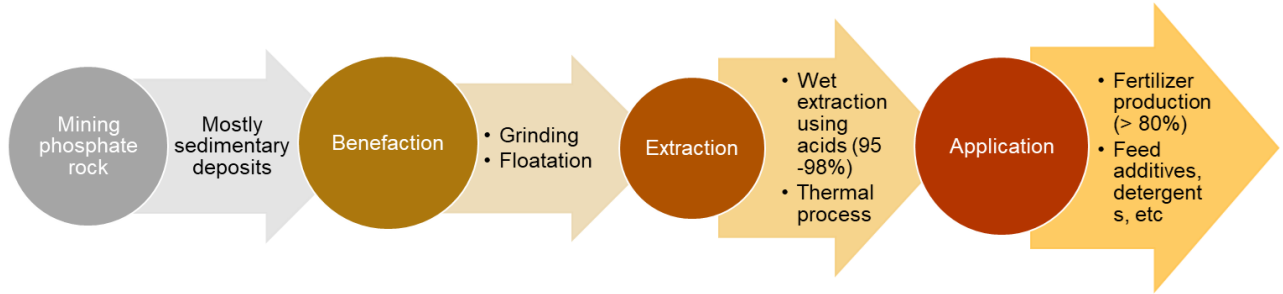 Mining
phosphate
rock
Mostly
sedimentary
deposits
Benefaction
• Grinding
• Floatation
Extraction
• Wet
extraction
using
acids (95
-98%)
• Thermal
process
Application
• Fertilizer
production
(> 80%)
• Feed
additives,
detergent
s, etc